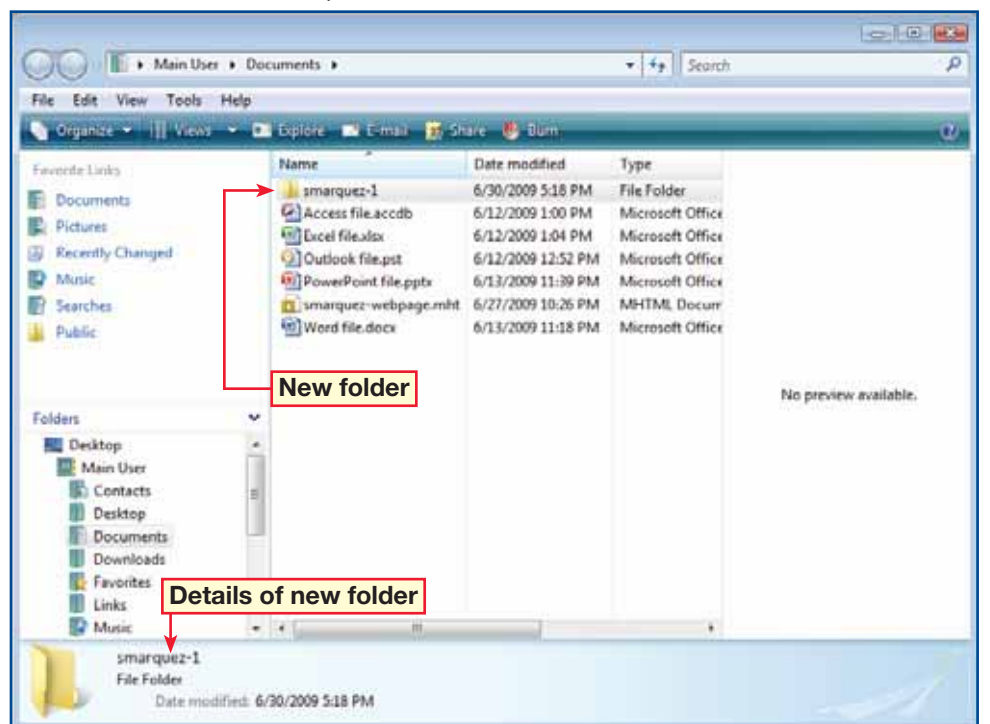 Main User ▸ Documents ▸
Search
File Edit View Tools Help
Organize Views Explore E-mail Share Burn
Favorite Links
Documents
Pictures
Recently Changed
Music
Searches
Public
Name Date modified Type
smarquez-1 6/30/2009 5:18 PM File Folder
Access file.accdb 6/12/2009 1:00 PM Microsoft Office
Excel file.xlsx 6/12/2009 1:04 PM Microsoft Office
Outlook file.pst 6/12/2009 12:52 PM Microsoft Office
PowerPoint file.pptx 6/13/2009 11:39 PM Microsoft Office
smarquez-webpage.mht 6/27/2009 10:26 PM MHTML Docum
Word file.docx 6/13/2009 11:18 PM Microsoft Office
New folder
No preview available.
Folders
Desktop
Main User
Contacts
Desktop
Documents
Downloads
Favorites
Links
Music
Details of new folder
smarquez-1
File Folder
Date modified: 6/30/2009 5:18 PM